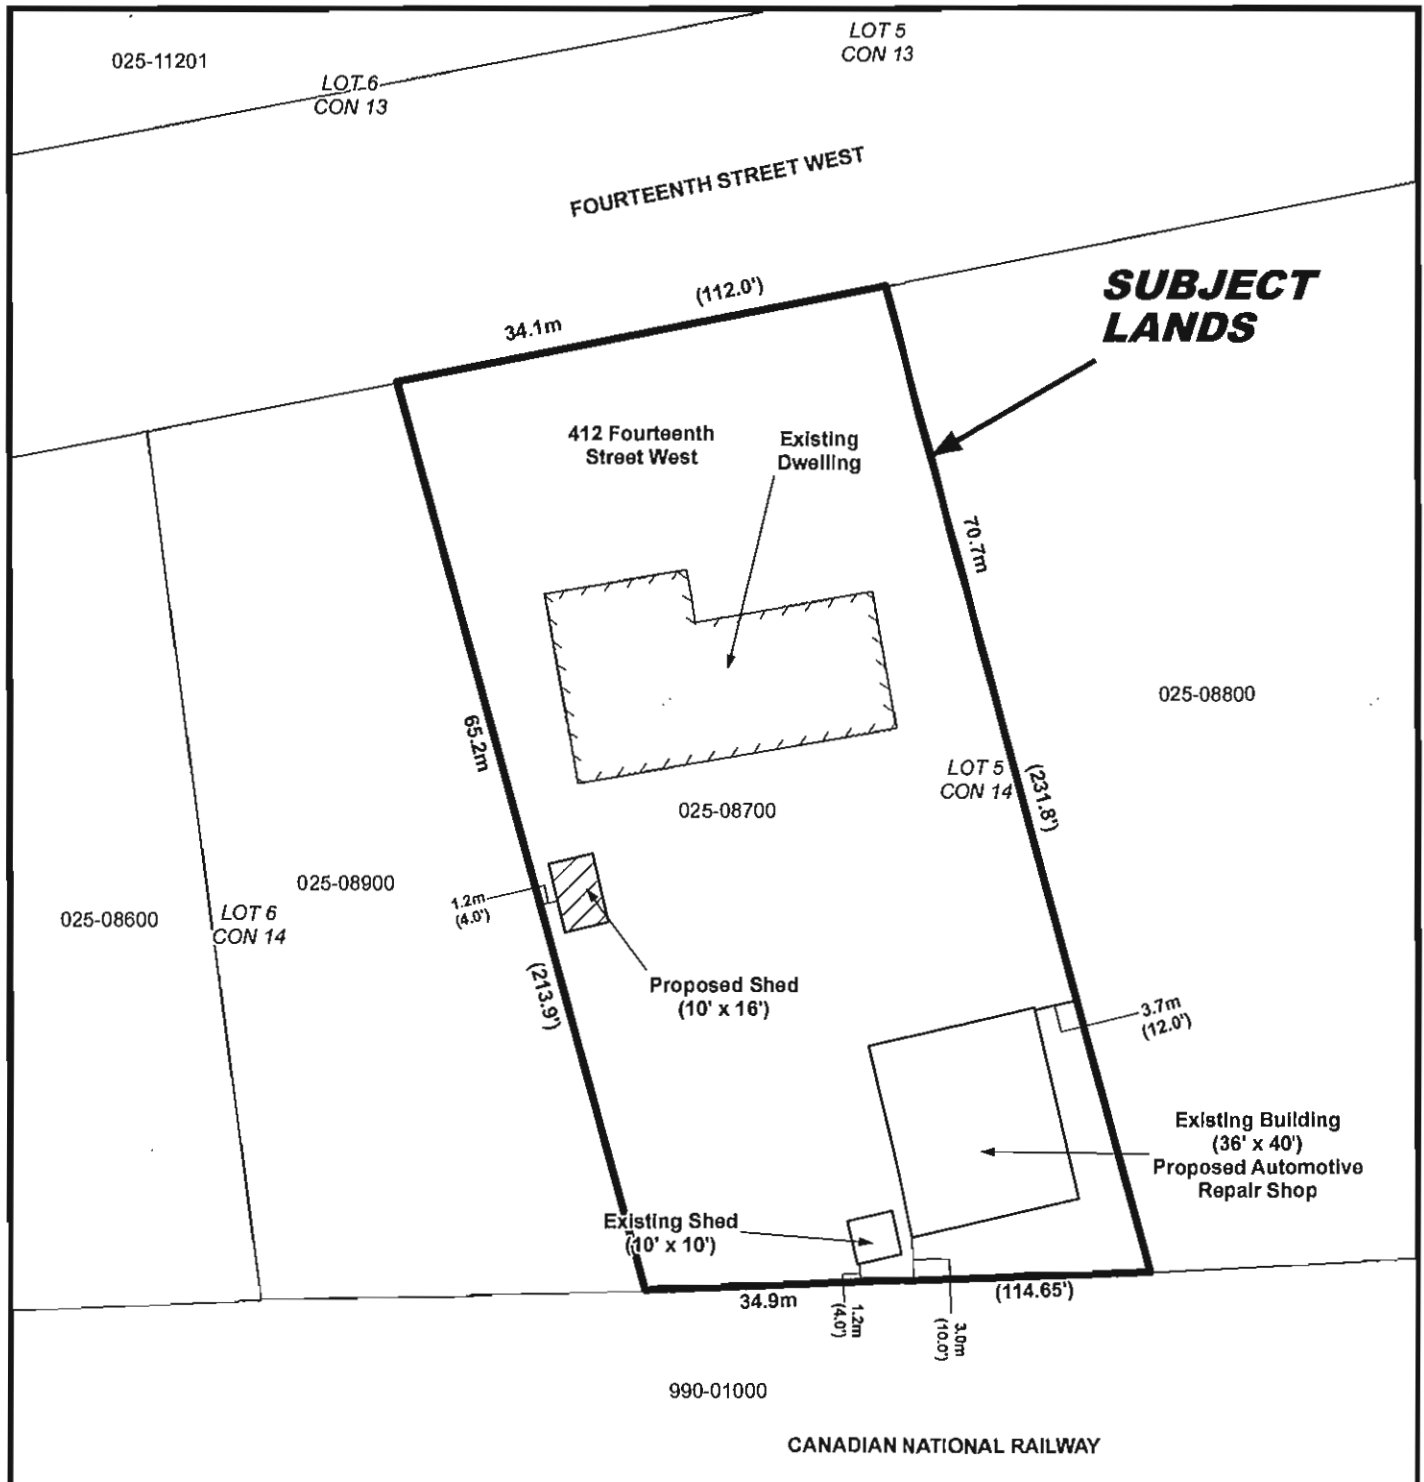 025-11201
LOT 6
CON 13
LOT 5
CON 13
FOURTEENTH STREET WEST
SUBJECT
LANDS
(112.0')
34.1m
412 Fourteenth
Street West
Existing
Dwelling
70.7m
65.2m
025-08800
LOT 5
CON 14
(231.8')
025-08700
025-08900
025-08600
LOT 6
CON 14
1.2m
(4.0')
(213.9')
Proposed Shed
(10' x 16')
3.7m
(12.0')
Existing Building
(36' x 40')
Proposed Automotive
Repair Shop
Existing Shed
(10' x 10')
34.9m
(114.65')
1.2m
(4.0')
3.0m
(10.0')
990-01000
CANADIAN NATIONAL RAILWAY